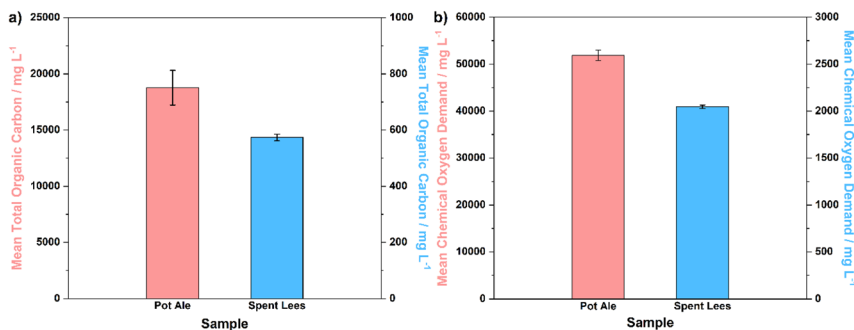 a)
Mean Total Organic Carbon / mg L⁻¹
25000
20000
15000
10000
5000
0
1000
800
600
400
200
0
Mean Total Organic Carbon / mg L⁻¹
Pot Ale
Spent Lees
Sample
b)
Mean Chemical Oxygen Demand / mg L⁻¹
60000
50000
40000
30000
20000
10000
0
3000
2500
2000
1500
1000
500
0
Mean Chemical Oxygen Demand / mg L⁻¹
Pot Ale
Spent Lees
Sample